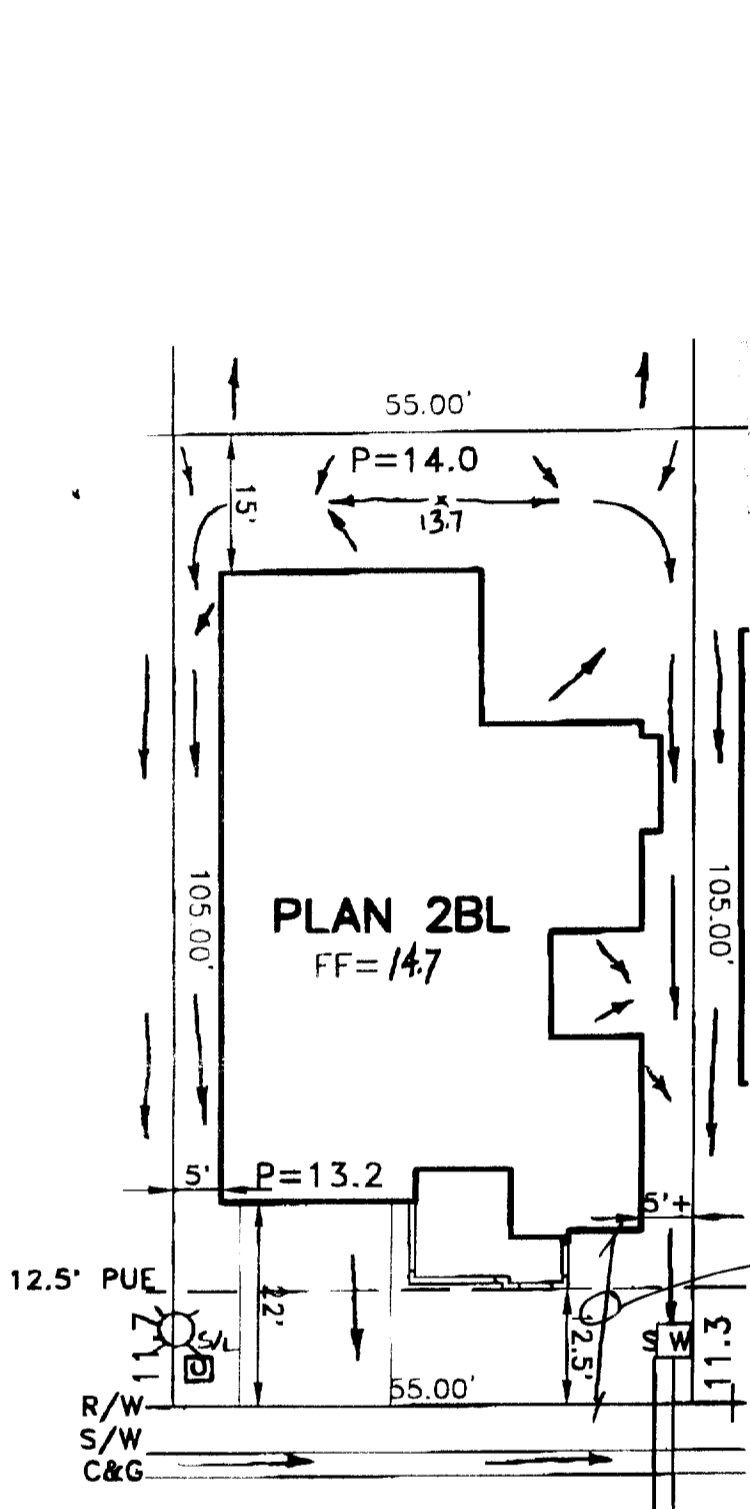 55.00'
P=14.0
15'
13.7
105.00'
105.00'
PLAN 2BL
FF=14.7
5'
P=13.2
5'+
12.5' PUE
22'
11.7
S/L
12.5'
S W
11.3
55.00'
R/W
S/W
C&G